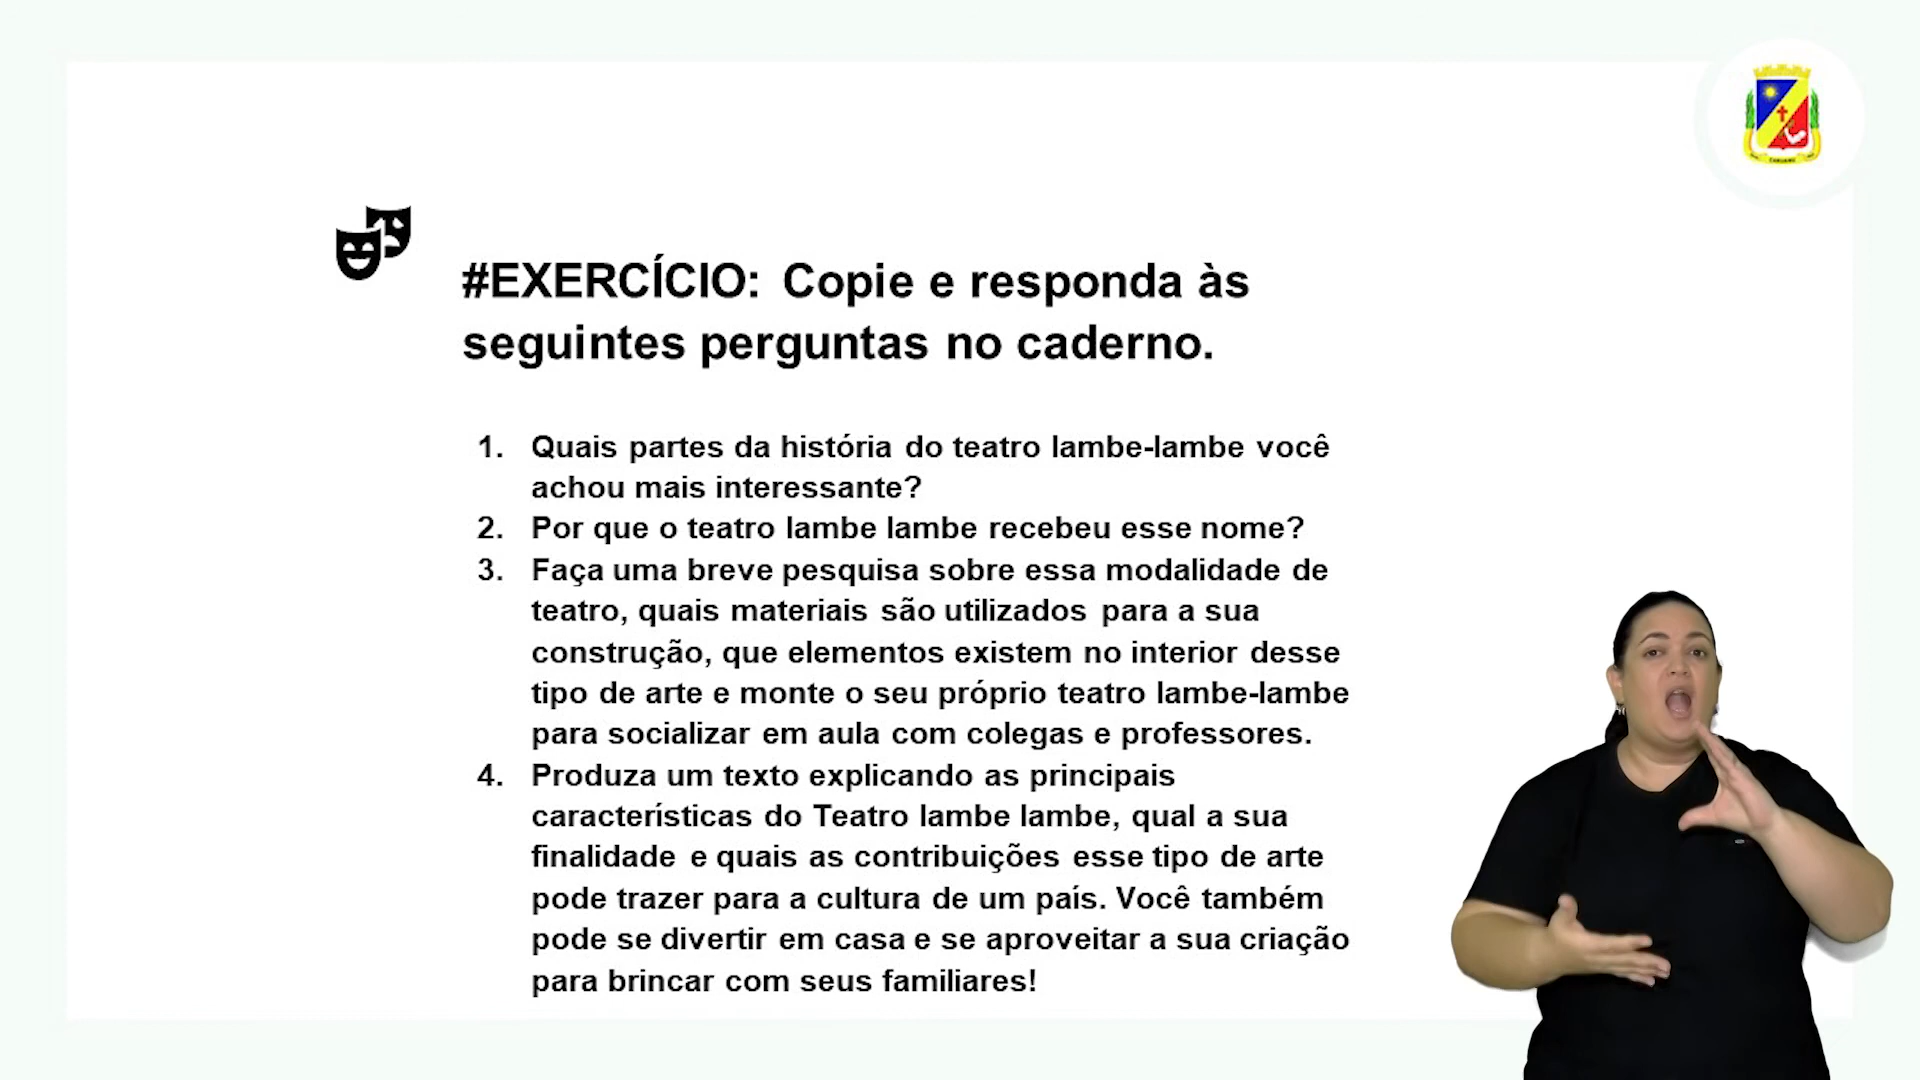 #EXERCÍCIO: Copie e responda às
seguintes perguntas no caderno.
1. Quais partes da história do teatro lambe-lambe você
achou mais interessante?
2. Por que o teatro lambe lambe recebeu esse nome?
3. Faça uma breve pesquisa sobre essa modalidade de
teatro, quais materiais são utilizados para a sua
construção, que elementos existem no interior desse
tipo de arte e monte o seu próprio teatro lambe-lambe
para socializar em aula com colegas e professores.
4. Produza um texto explicando as principais
características do Teatro lambe lambe, qual a sua
finalidade e quais as contribuições esse tipo de arte
pode trazer para a cultura de um país. Você também
pode se divertir em casa e se aproveitar a sua criação
para brincar com seus familiares!